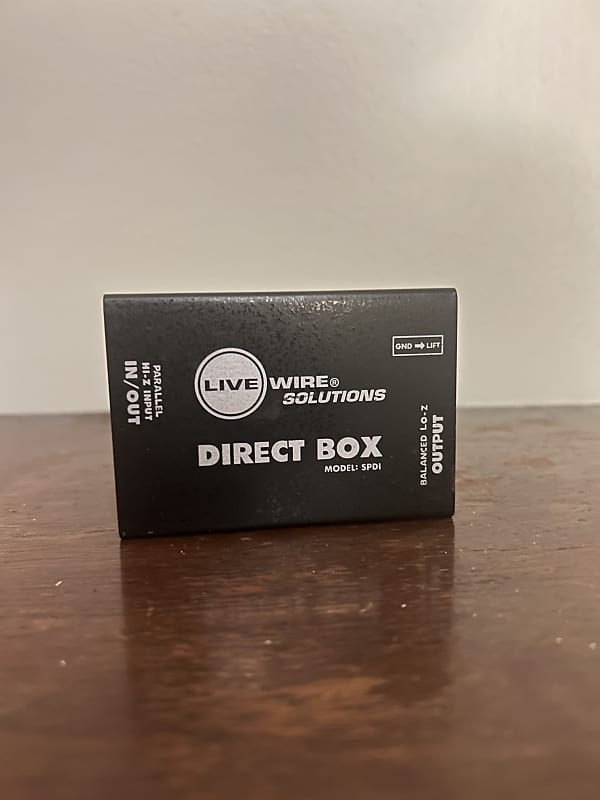 PARALLEL
HI-Z INPUT
IN/OUT
LIVE WIRE®
SOLUTIONS
DIRECT BOX
MODEL: SPDI
GND ➡ LIFT
BALANCED LO-Z
OUTPUT